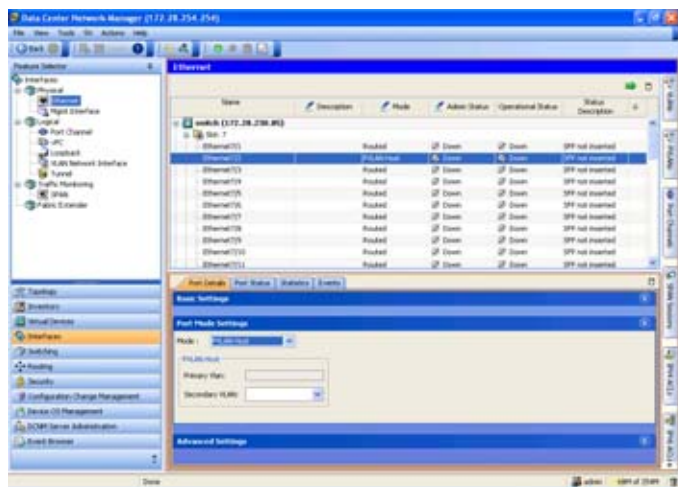 Data Center Network Manager (172.28.254.254)
File View Tools Go Actions Help
Feature Selector
Interfaces
Physical
Ethernet
Mgmt Interface
Logical
Port Channel
vPC
Loopback
VLAN Network Interface
Tunnel
Traffic Monitoring
SPAN
Fabric Extender
Topology
Inventory
Virtual Devices
Interfaces
Switching
Routing
Security
Configuration Change Management
Device OS Management
DCNM Server Administration
Event Browser
Ethernet
Name Description Mode Admin Status Operational Status Status Description
switch (172.28.230.85)
Slot: 7
Ethernet7/1 Routed Down Down SFP not inserted
Ethernet7/2 PVLAN Host Down Down SFP not inserted
Ethernet7/3 Routed Down Down SFP not inserted
Ethernet7/4 Routed Down Down SFP not inserted
Ethernet7/5 Routed Down Down SFP not inserted
Ethernet7/6 Routed Down Down SFP not inserted
Ethernet7/7 Routed Down Down SFP not inserted
Ethernet7/8 Routed Down Down SFP not inserted
Ethernet7/9 Routed Down Down SFP not inserted
Ethernet7/10 Routed Down Down SFP not inserted
Ethernet7/11 Routed Down Down SFP not inserted
Port Details Port Status Statistics Events
Basic Settings
Port Mode Settings
Mode : PVLAN Host
PVLAN Host
Primary Vlan:
Secondary VLAN:
Advanced Settings
Port Channels
SPAN Sessions
Done
admin